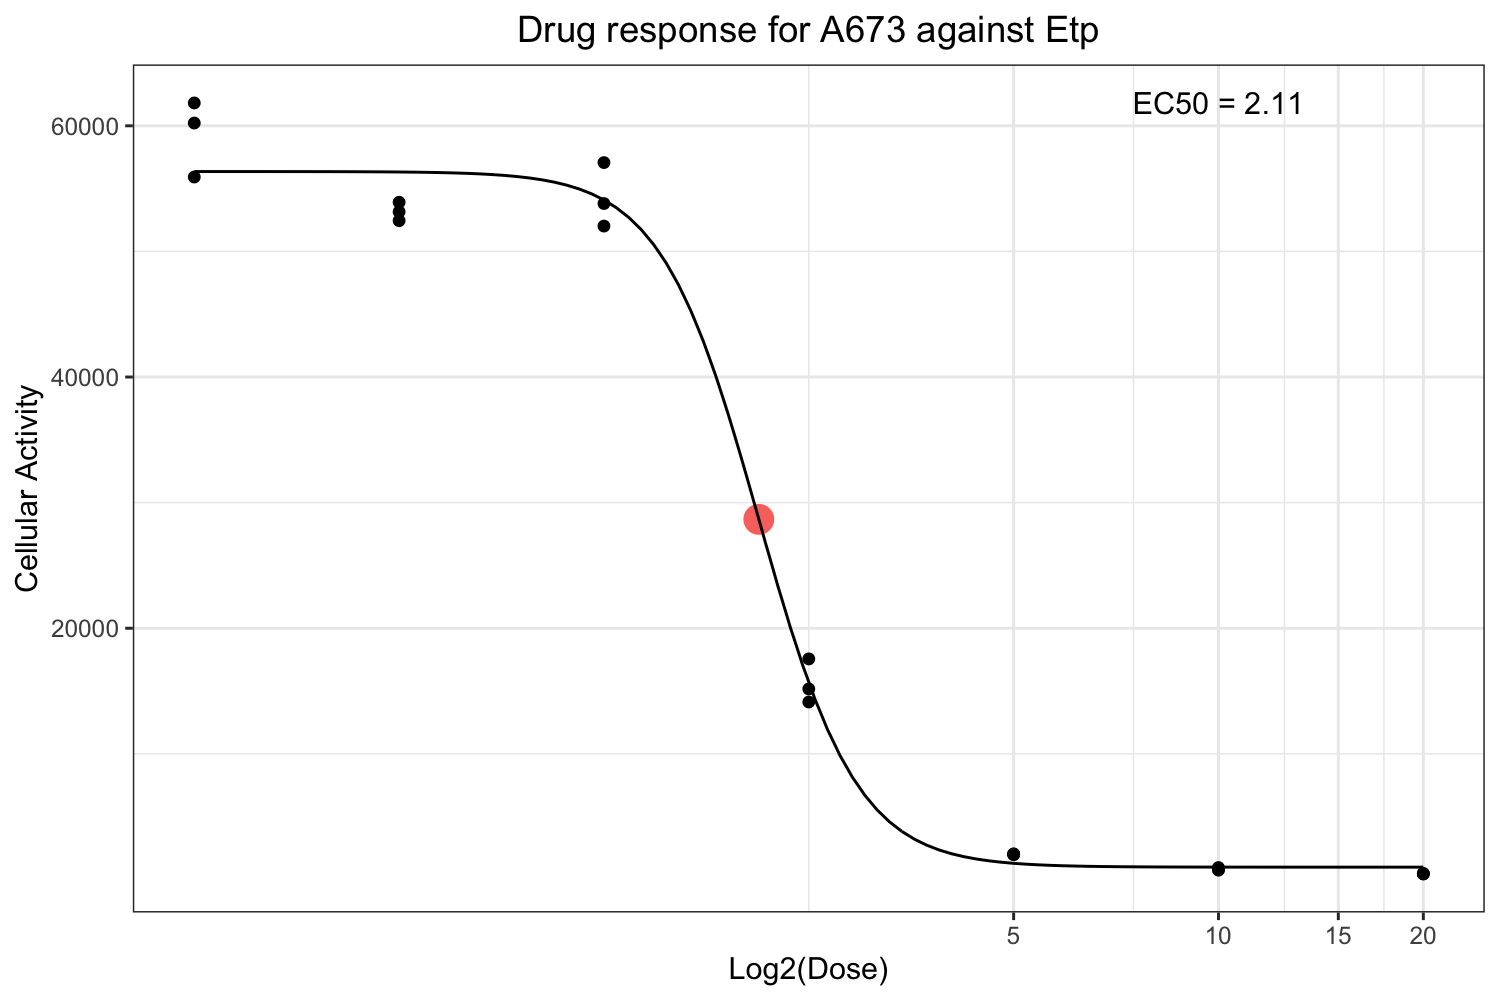 Drug response for A673 against Etp
EC50 = 2.11
60000
40000
20000
Cellular Activity
5 10 15 20
Log2(Dose)